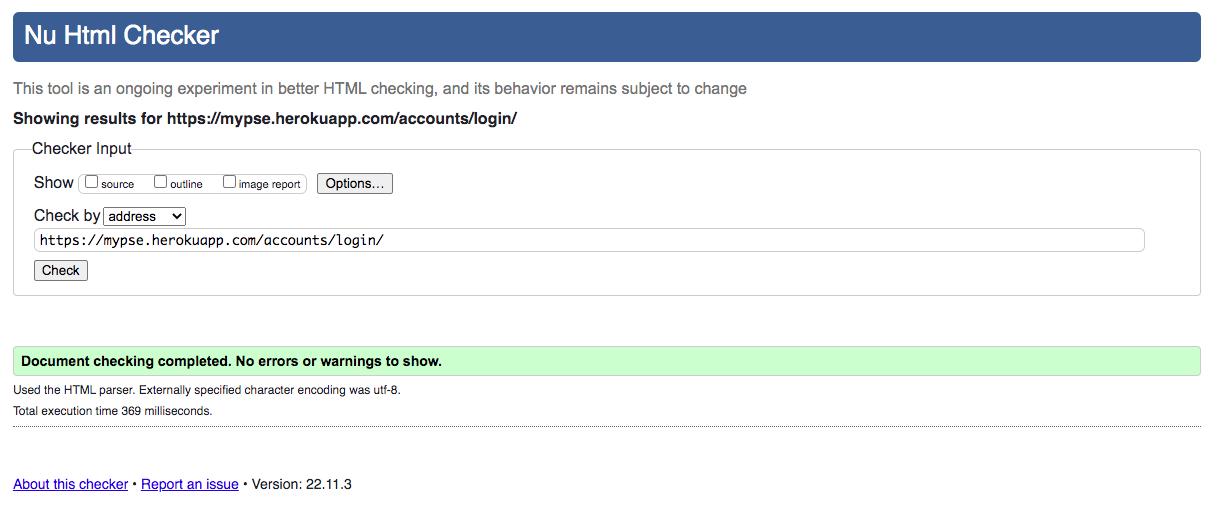 Nu Html Checker
This tool is an ongoing experiment in better HTML checking, and its behavior remains subject to change
Showing results for https://mypse.herokuapp.com/accounts/login/
Checker Input
Show source outline image report Options...
Check by address
https://mypse.herokuapp.com/accounts/login/
Check
Document checking completed. No errors or warnings to show.
Used the HTML parser. Externally specified character encoding was utf-8.
Total execution time 369 milliseconds.
About this checker • Report an issue • Version: 22.11.3